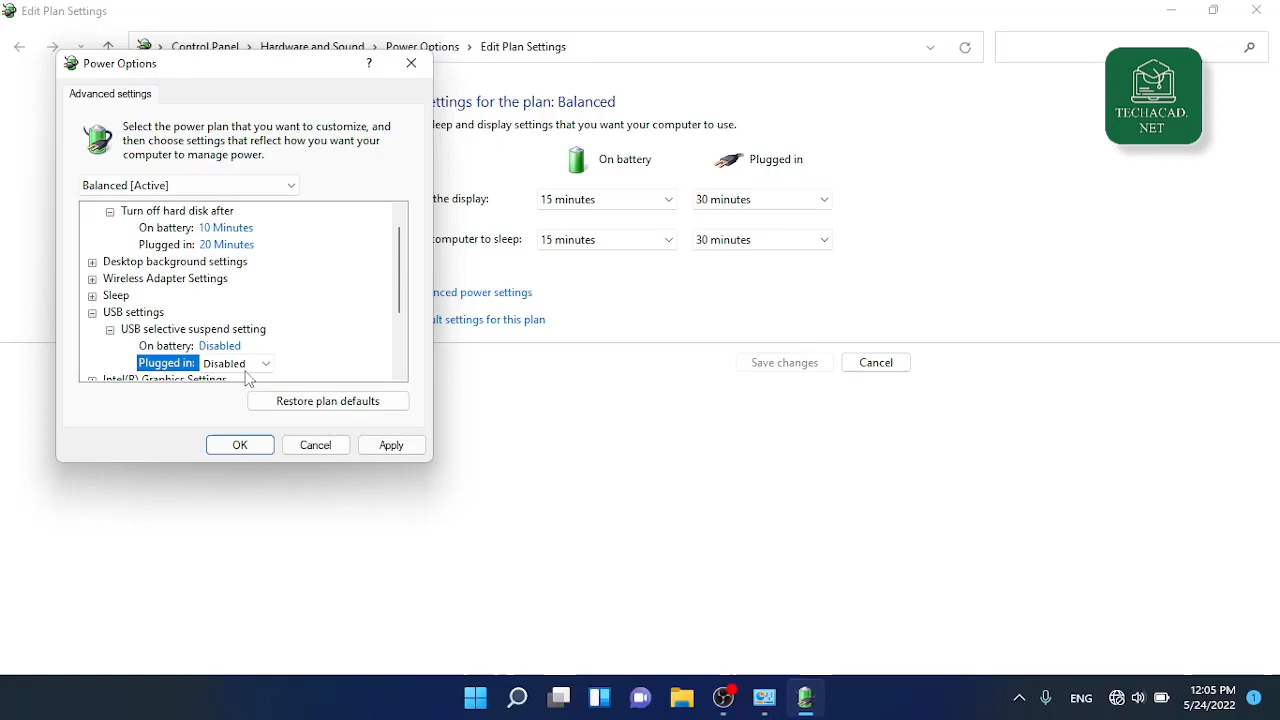 Edit Plan Settings
Control Panel > Hardware and Sound > Power Options > Edit Plan Settings
Power Options
?
Advanced settings
Select the power plan that you want to customize, and
then choose settings that reflect how you want your
computer to manage power.
Balanced [Active]
Turn off hard disk after
On battery: 10 Minutes
Plugged in: 20 Minutes
Desktop background settings
Wireless Adapter Settings
Sleep
USB settings
USB selective suspend setting
On battery: Disabled
Plugged in: Disabled
Intel(R) Graphics Settings
Restore plan defaults
OK Cancel Apply
ettings for the plan: Balanced
leep and display settings that you want your computer to use.
On battery Plugged in
the display: 15 minutes 30 minutes
computer to sleep: 15 minutes 30 minutes
nced power settings
ult settings for this plan
Save changes Cancel
TECHACAD.
NET
ENG
12:05 PM
5/24/2022
1